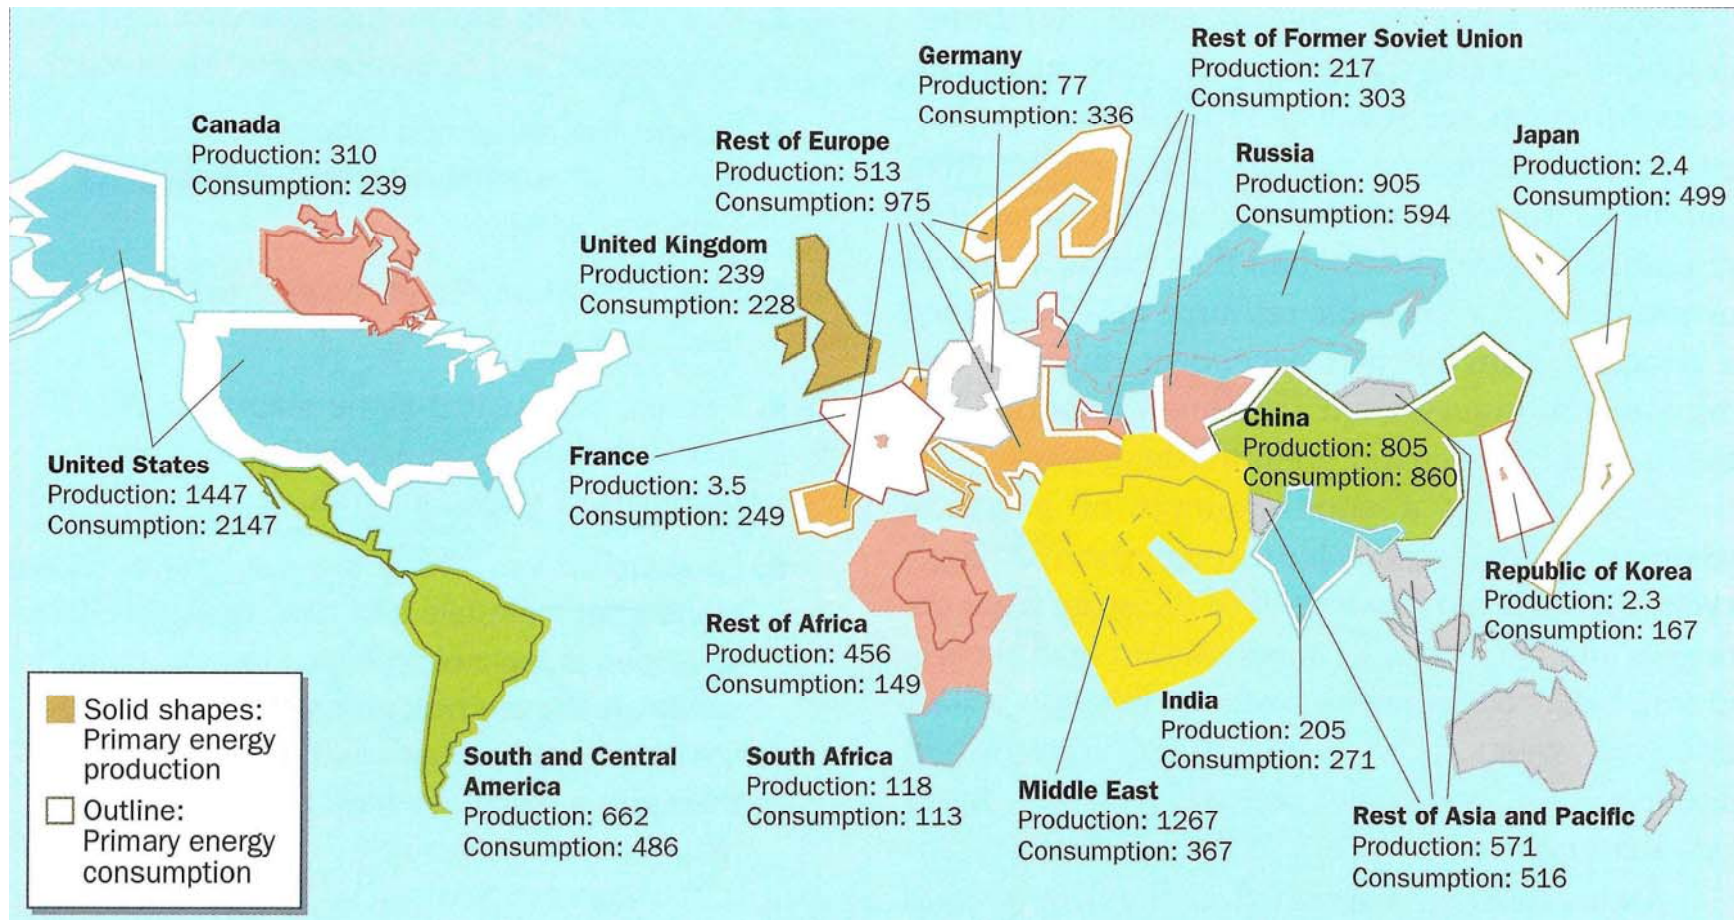 Canada
Production: 310
Consumption: 239
United States
Production: 1447
Consumption: 2147
South and Central
America
Production: 662
Consumption: 486
United Kingdom
Production: 239
Consumption: 228
France
Production: 3.5
Consumption: 249
Rest of Europe
Production: 513
Consumption: 975
Germany
Production: 77
Consumption: 336
Rest of Former Soviet Union
Production: 217
Consumption: 303
Russia
Production: 905
Consumption: 594
Japan
Production: 2.4
Consumption: 499
China
Production: 805
Consumption: 860
Republic of Korea
Production: 2.3
Consumption: 167
Rest of Africa
Production: 456
Consumption: 149
South Africa
Production: 118
Consumption: 113
Middle East
Production: 1267
Consumption: 367
India
Production: 205
Consumption: 271
Rest of Asia and Pacific
Production: 571
Consumption: 516
Solid shapes:
Primary energy
production
Outline:
Primary energy
consumption